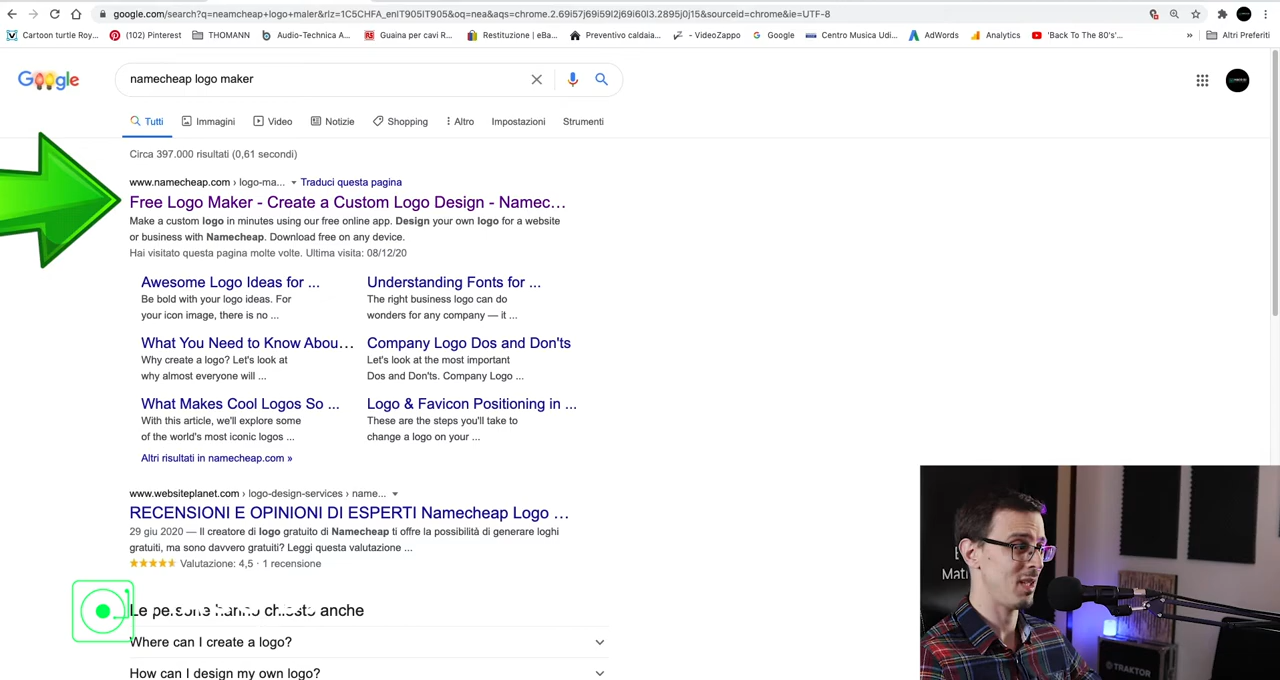 google.com/search?q=neamcheap+logo+maler&rlz=1C5CHFA_enIT905IT905&oq=nea&aqs=chrome.2.69i57j69i59l2j69i60l3.2895j0j15&sourceid=chrome&ie=UTF-8
Cartoon turtle Roy... (102) Pinterest THOMANN Audio-Technica A... Guaina per cavi R... Restituzione | eBa... Preventivo caldaia... - VideoZappo Google Centro Musica Udi... AdWords Analytics 'Back To The 80's'... » Altri Preferiti
Google namecheap logo maker
Tutti Immagini Video Notizie Shopping Altro Impostazioni Strumenti
Circa 397.000 risultati (0,61 secondi)
www.namecheap.com › logo-ma... Traduci questa pagina
Free Logo Maker - Create a Custom Logo Design - Namec...
Make a custom logo in minutes using our free online app. Design your own logo for a website
or business with Namecheap. Download free on any device.
Hai visitato questa pagina molte volte. Ultima visita: 08/12/20
Awesome Logo Ideas for ... Understanding Fonts for ...
Be bold with your logo ideas. For The right business logo can do
your icon image, there is no ... wonders for any company — it ...
What You Need to Know Abou... Company Logo Dos and Don'ts
Why create a logo? Let's look at Let's look at the most important
why almost everyone will ... Dos and Don'ts. Company Logo ...
What Makes Cool Logos So ... Logo & Favicon Positioning in ...
With this article, we'll explore some These are the steps you'll take to
of the world's most iconic logos ... change a logo on your ...
Altri risultati in namecheap.com »
www.websiteplanet.com › logo-design-services › name...
RECENSIONI E OPINIONI DI ESPERTI Namecheap Logo ...
29 giu 2020 — Il creatore di logo gratuito di Namecheap ti offre la possibilità di generare loghi
gratuiti, ma sono davvero gratuiti? Leggi questa valutazione ...
Valutazione: 4,5 · 1 recensione
Le persone hanno chiesto anche
Where can I create a logo?
How can I design my own logo?
TRAKTOR